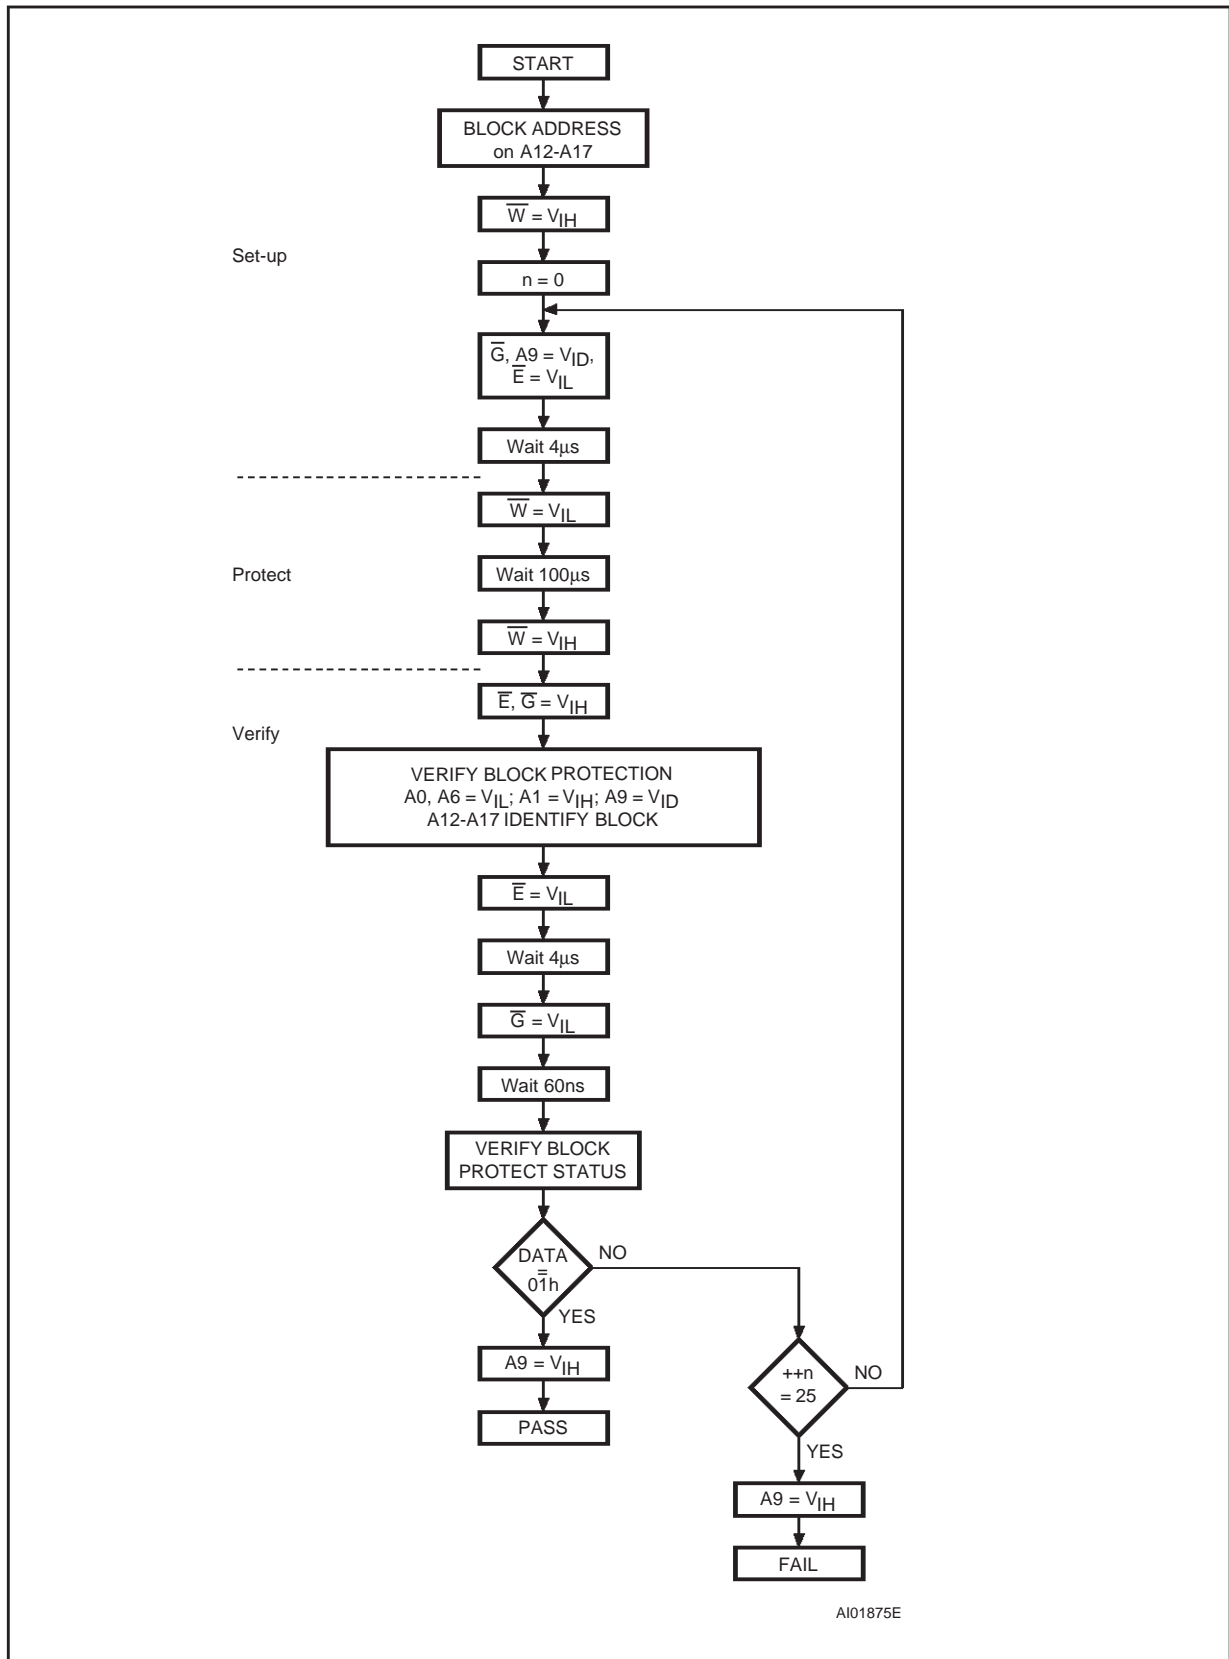 START
BLOCK ADDRESS
on A12-A17
W̅ = VIH
Set-up
n = 0
G̅, A9 = VID,
E̅ = VIL
Wait 4µs
W̅ = VIL
Protect
Wait 100µs
W̅ = VIH
E̅, G̅ = VIH
Verify
VERIFY BLOCK PROTECTION
A0, A6 = VIL; A1 = VIH; A9 = VID
A12-A17 IDENTIFY BLOCK
E̅ = VIL
Wait 4µs
G̅ = VIL
Wait 60ns
VERIFY BLOCK
PROTECT STATUS
DATA
=
01h
NO
YES
A9 = VIH
PASS
++n
= 25
NO
YES
A9 = VIH
FAIL
AI01875E